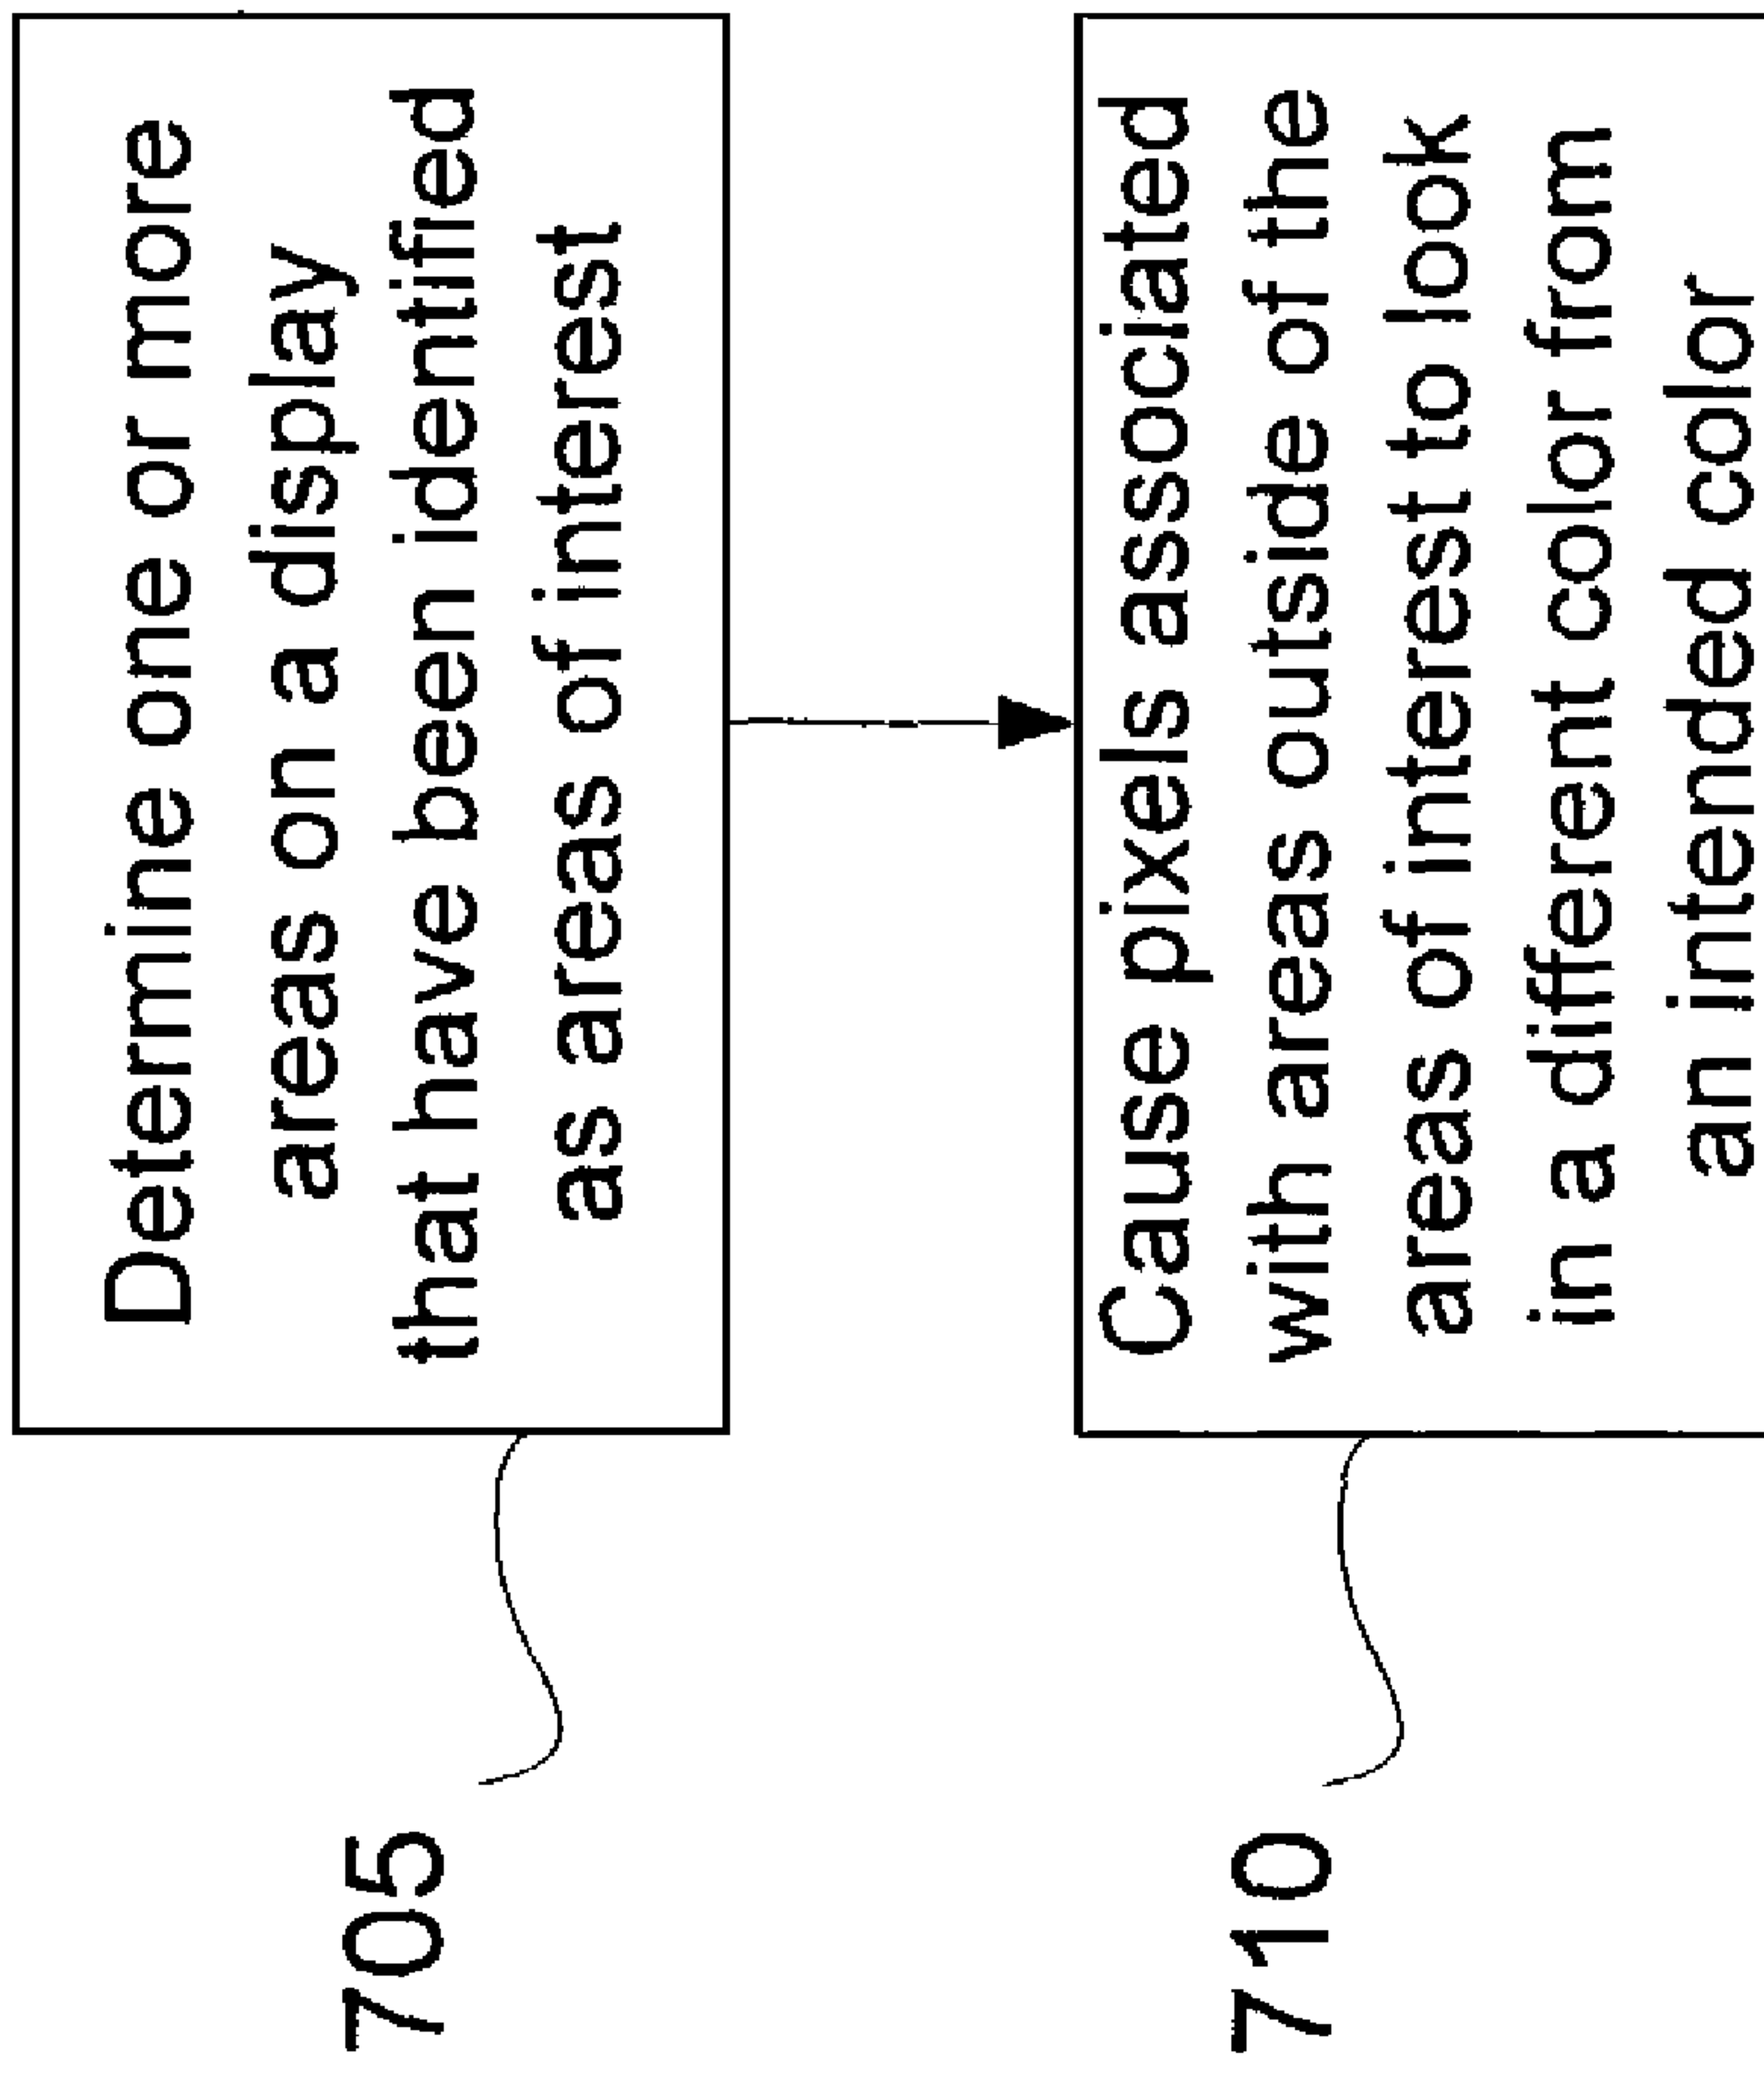 705
Determine one or more
areas on a display
that have been identified
as areas of interest
710
Cause pixels associated
with areas outside of the
areas of interest to look
in a different color from
an intended color